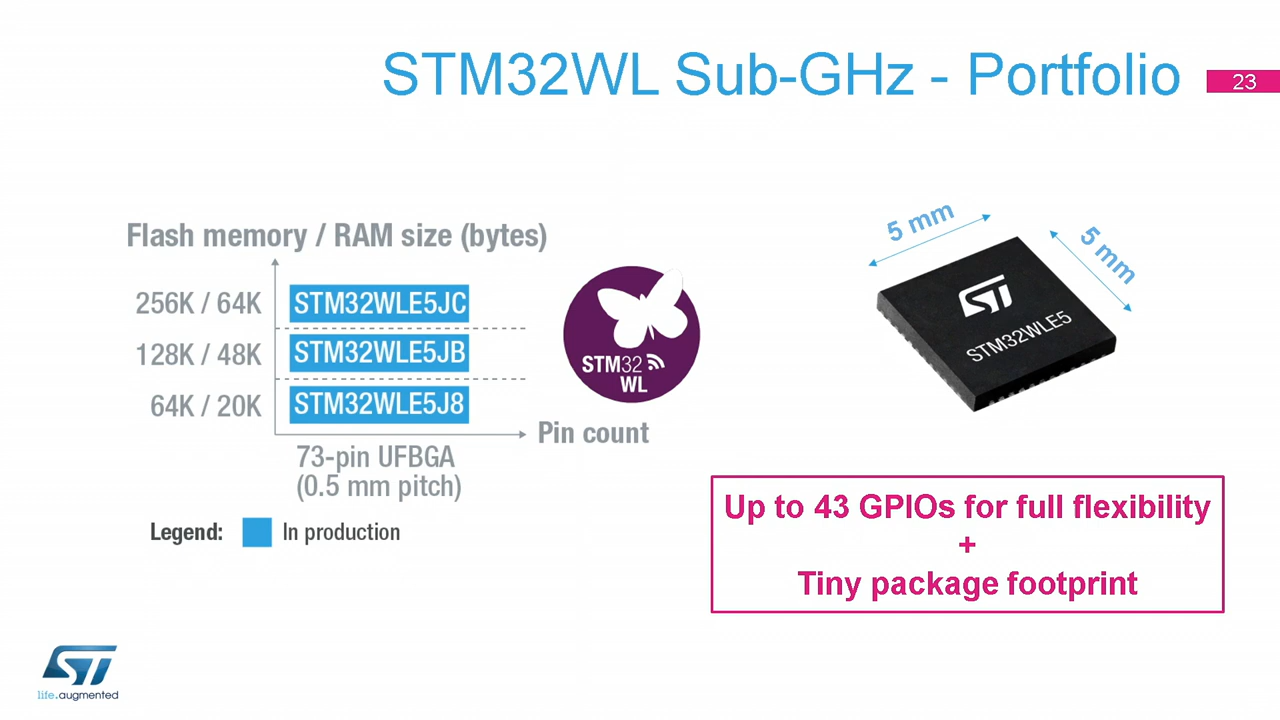 STM32WL Sub-GHz - Portfolio
23
Flash memory / RAM size (bytes)
256K / 64K STM32WLE5JC
128K / 48K STM32WLE5JB
64K / 20K STM32WLE5J8
Pin count
73-pin UFBGA
(0.5 mm pitch)
Legend: In production
STM32
WL
5 mm
5 mm
ST
STM32WLE5
Up to 43 GPIOs for full flexibility
+
Tiny package footprint
ST
life.augmented